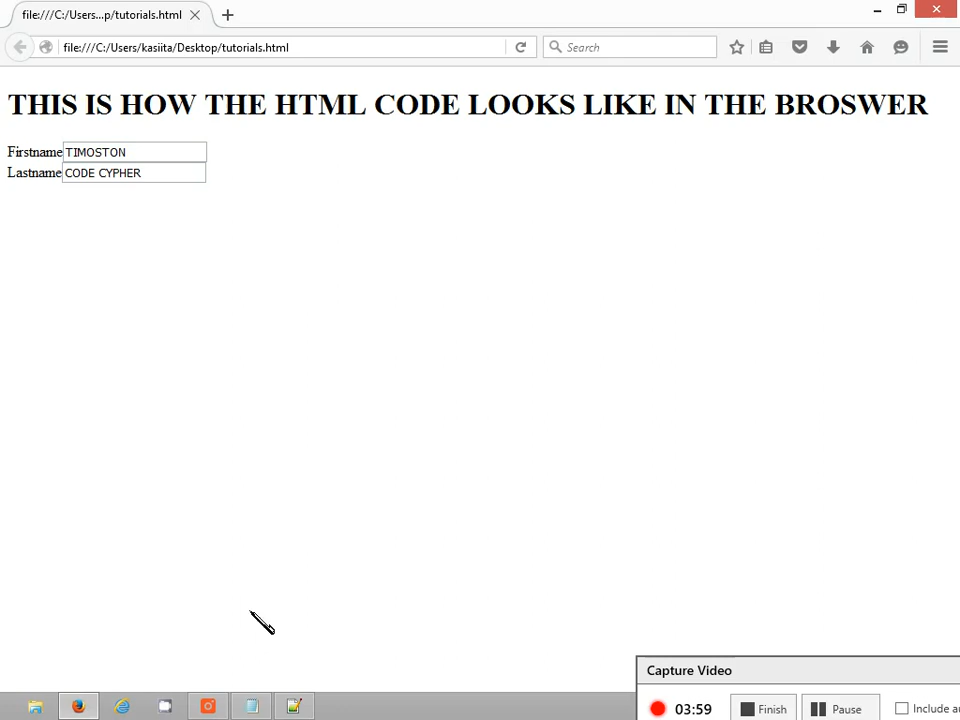 file:///C:/Users...p/tutorials.html
file:///C:/Users/kasiita/Desktop/tutorials.html
Search
THIS IS HOW THE HTML CODE LOOKS LIKE IN THE BROSWER
Firstname TIMOSTON
Lastname CODE CYPHER
Capture Video
03:59 Finish Pause Include